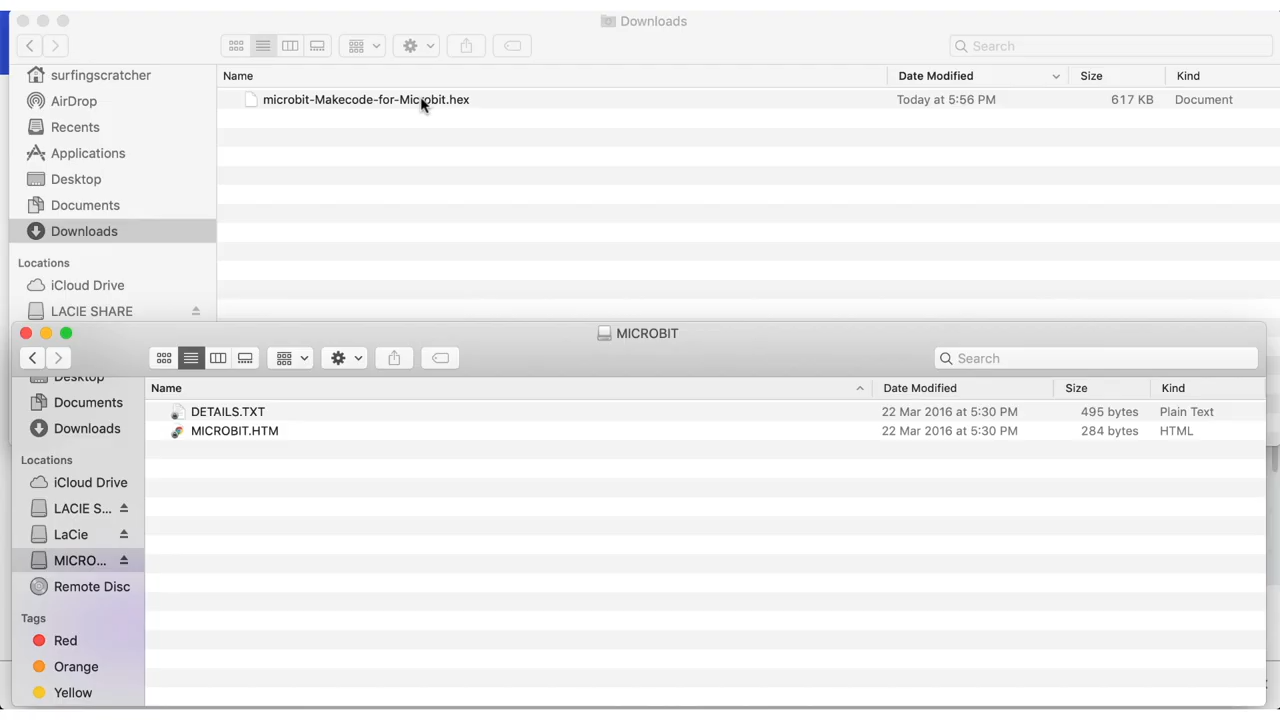 Downloads
Search
surfingscratcher
AirDrop
Recents
Applications
Desktop
Documents
Downloads
Locations
iCloud Drive
LACIE SHARE
Name Date Modified Size Kind
microbit-Makecode-for-Microbit.hex Today at 5:56 PM 617 KB Document
MICROBIT
Search
Desktop
Documents
Downloads
Locations
iCloud Drive
LACIE S...
LaCie
MICRO...
Remote Disc
Tags
Red
Orange
Yellow
Name Date Modified Size Kind
DETAILS.TXT 22 Mar 2016 at 5:30 PM 495 bytes Plain Text
MICROBIT.HTM 22 Mar 2016 at 5:30 PM 284 bytes HTML